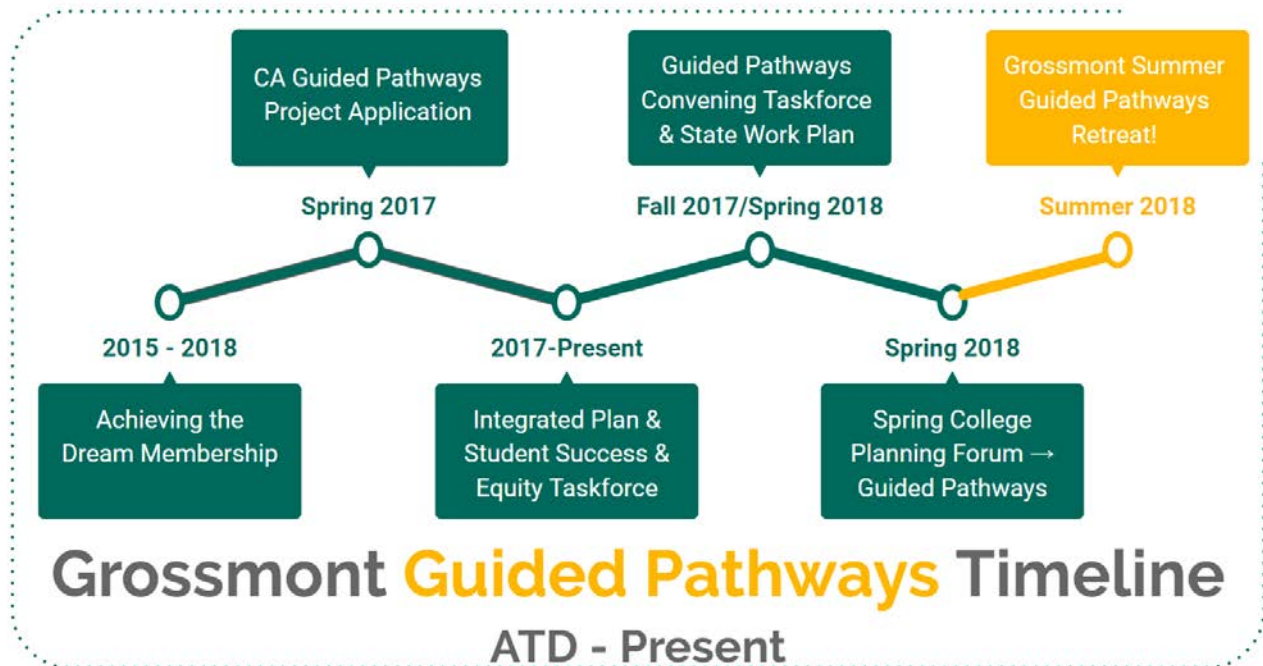 CA Guided Pathways
Project Application
Spring 2017
Guided Pathways
Convening Taskforce
& State Work Plan
Fall 2017/Spring 2018
Grossmont Summer
Guided Pathways
Retreat!
Summer 2018
2015 - 2018
Achieving the
Dream Membership
2017-Present
Integrated Plan &
Student Success &
Equity Taskforce
Spring 2018
Spring College
Planning Forum →
Guided Pathways
Grossmont Guided Pathways Timeline
ATD - Present